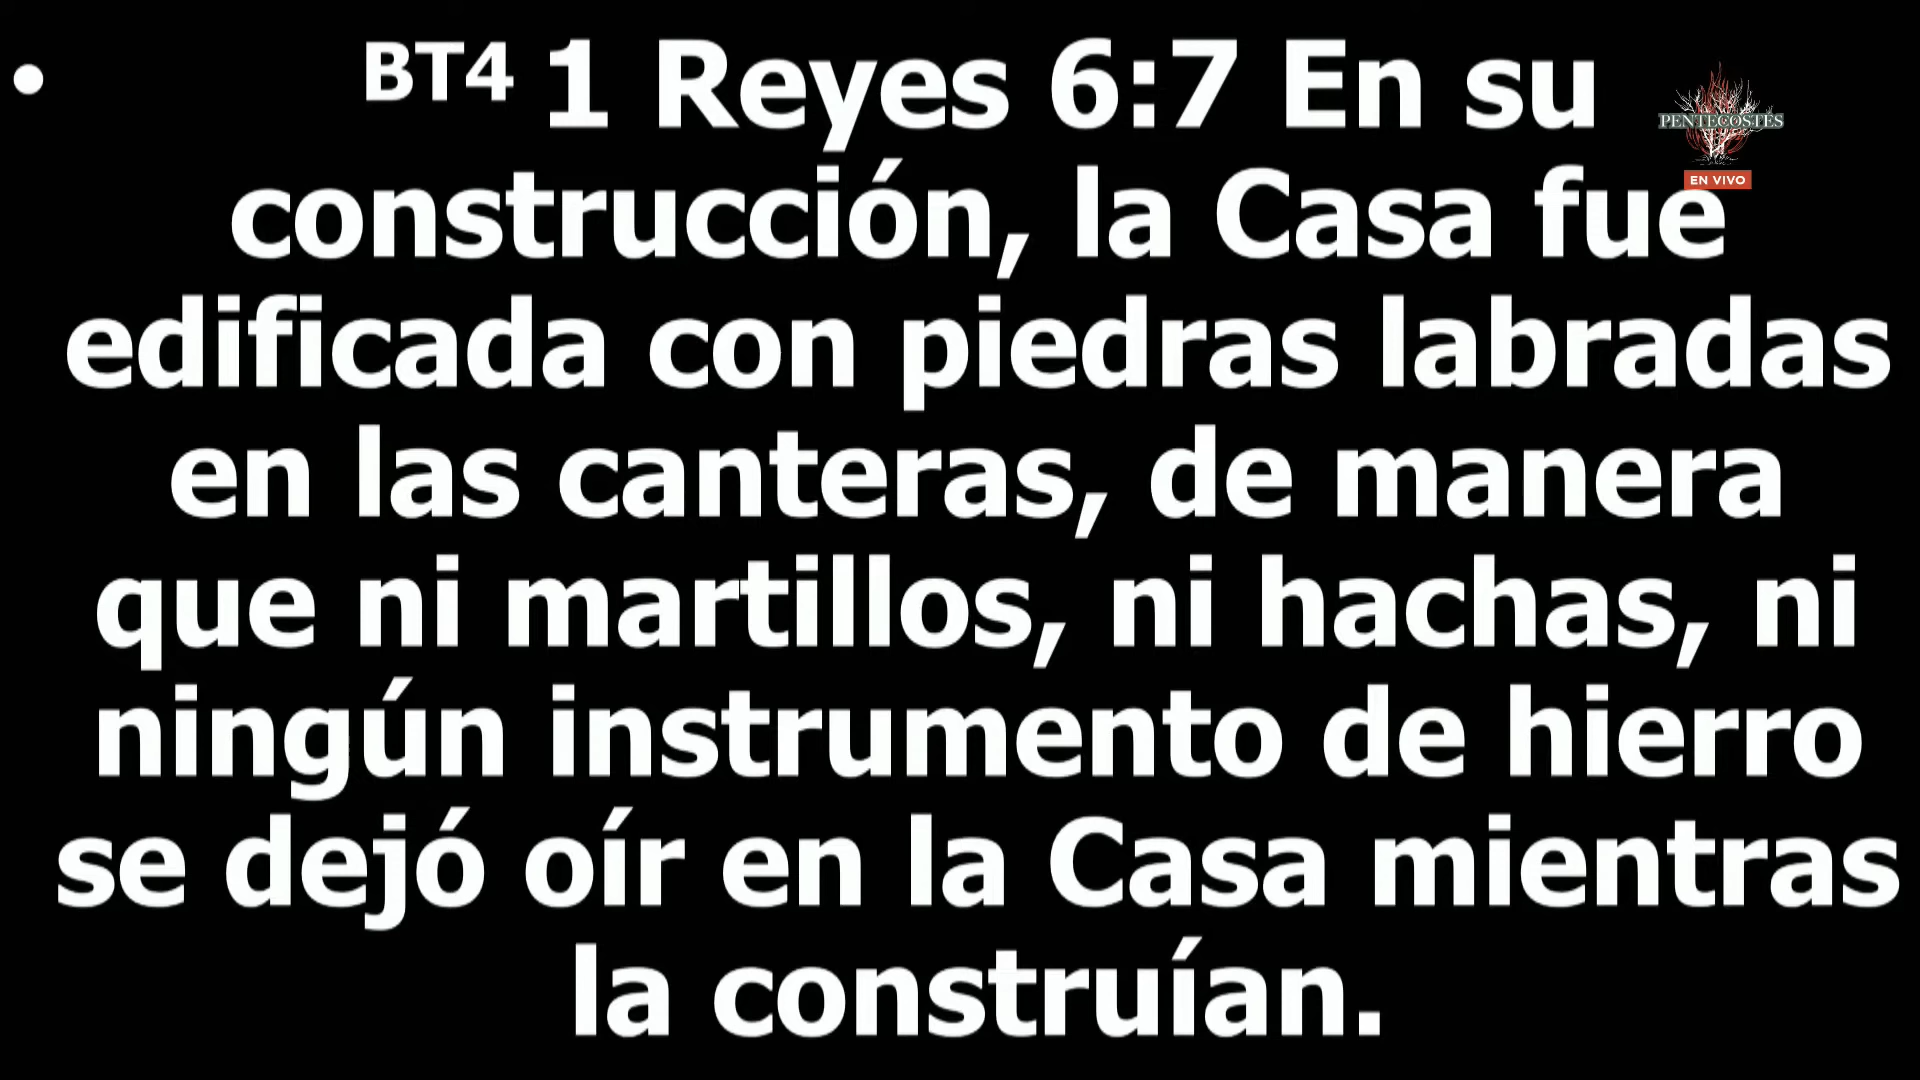 • BT4 1 Reyes 6:7 En su
PENTECOSTÉS
EN VIVO
construcción, la Casa fue
edificada con piedras labradas
en las canteras, de manera
que ni martillos, ni hachas, ni
ningún instrumento de hierro
se dejó oír en la Casa mientras
la construían.